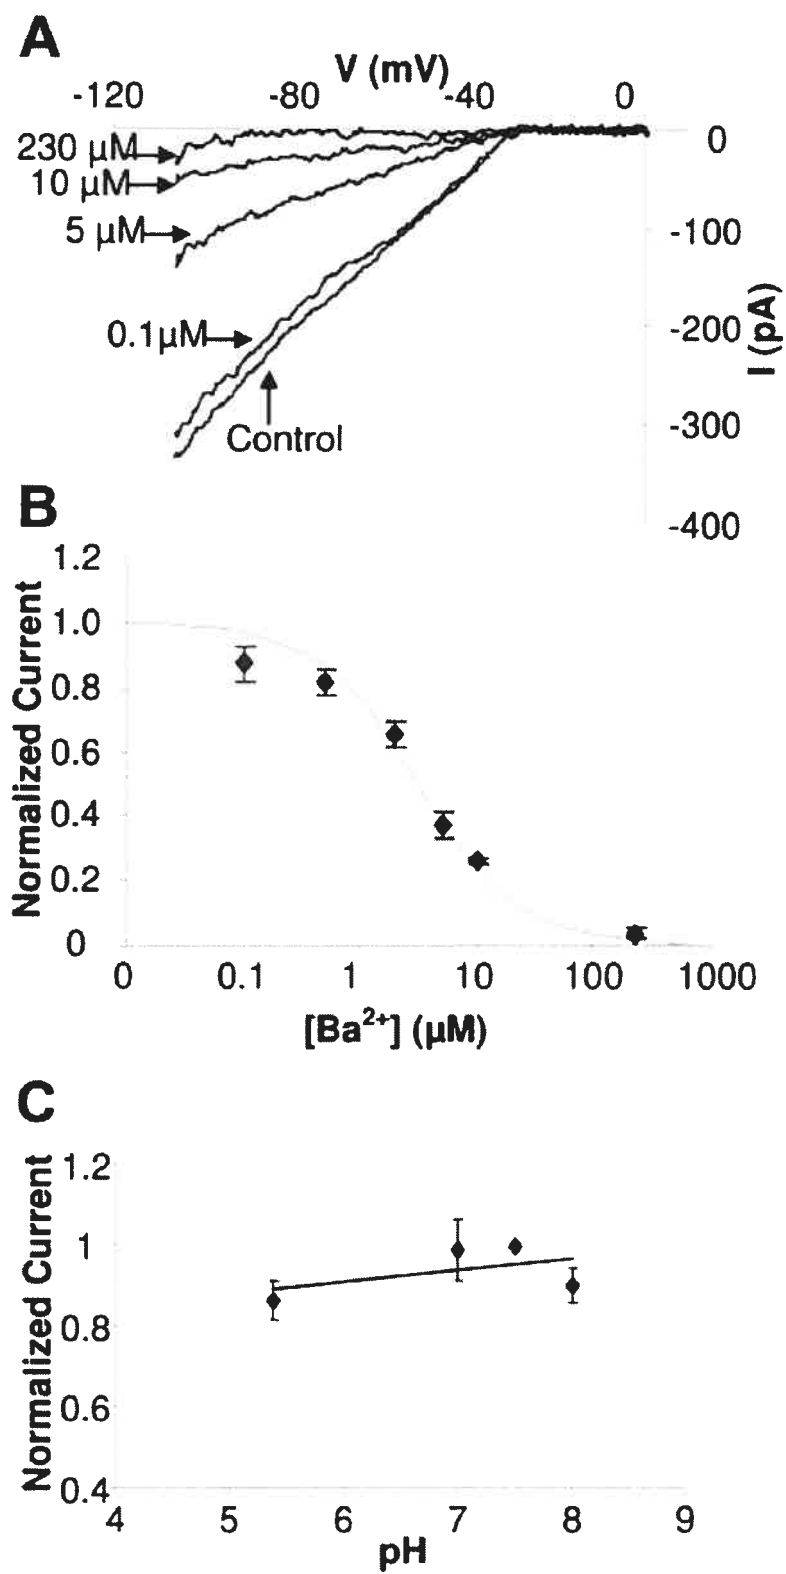 A
V (mV)
-120 -80 -40 0
230 µM
10 µM
5 µM
0.1µM
Control
0
-100
-200
-300
-400
I (pA)
B
1.2
1.0
0.8
0.6
0.4
0.2
0
Normalized Current
0 0.1 1 10 100 1000
[Ba2+] (µM)
C
1.2
1
0.8
0.6
0.4
Normalized Current
4 5 6 7 8 9
pH